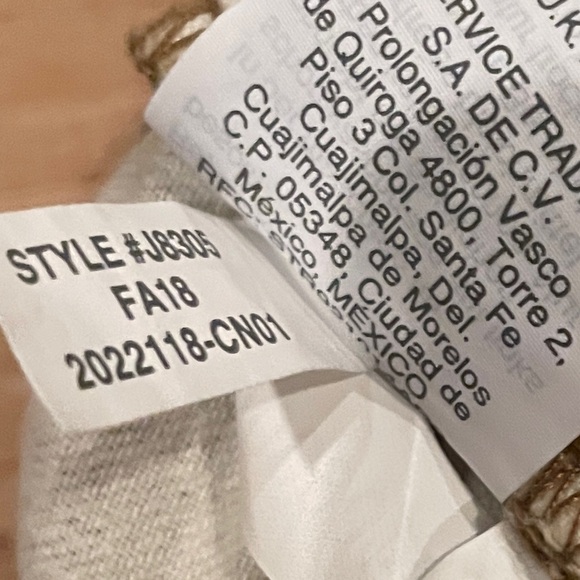 STYLE #J8305
FA18
2022118-CN01
U.K.
S.A. DE C.V.
Prolongación Vasco
de Quiroga 4800, Torre 2,
Piso 3 Col. Santa Fe
Cuajimalpa, Del.
Cuajimalpa de Morelos
C.P. 05348, Ciudad de
México, MÉXICO